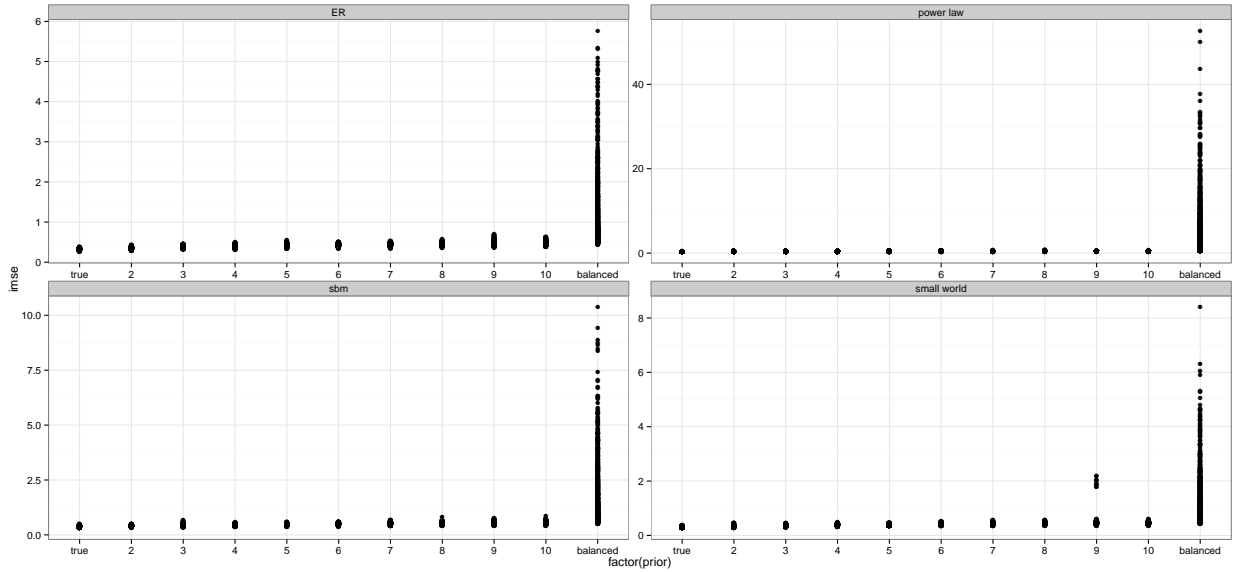 ER
power law
6
5
4
3
2
1
0
40
20
0
true 2 3 4 5 6 7 8 9 10 balanced
true 2 3 4 5 6 7 8 9 10 balanced
imse
sbm
small world
10.0
7.5
5.0
2.5
0.0
8
6
4
2
0
true 2 3 4 5 6 7 8 9 10 balanced
true 2 3 4 5 6 7 8 9 10 balanced
factor(prior)